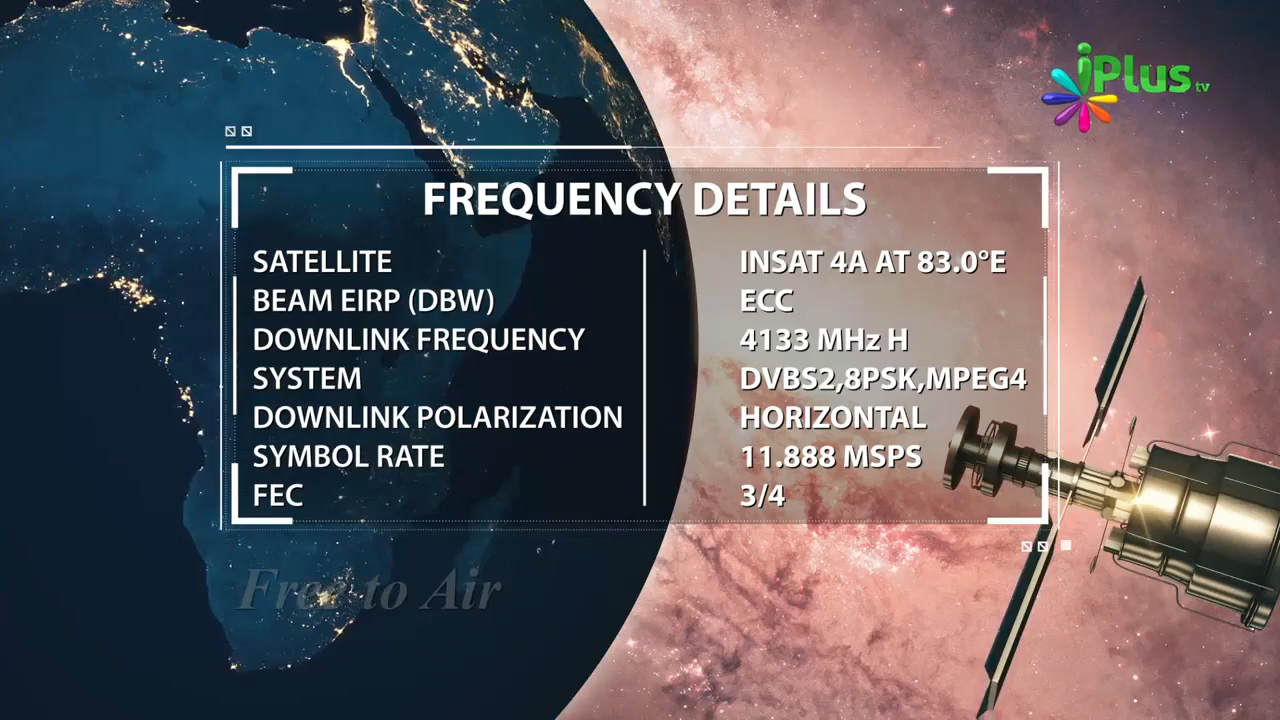 iPlus tv
FREQUENCY DETAILS
SATELLITE INSAT 4A AT 83.0°E
BEAM EIRP (DBW) ECC
DOWNLINK FREQUENCY 4133 MHz H
SYSTEM DVBS2,8PSK,MPEG4
DOWNLINK POLARIZATION HORIZONTAL
SYMBOL RATE 11.888 MSPS
FEC 3/4
Free to Air